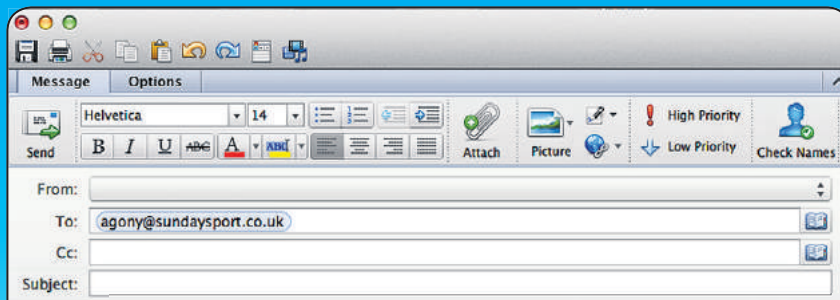 Message Options
Helvetica 14 High Priority
Send B I U ABC A ABC Attach Picture Low Priority Check Names
From:
To: agony@sundaysport.co.uk
Cc:
Subject: